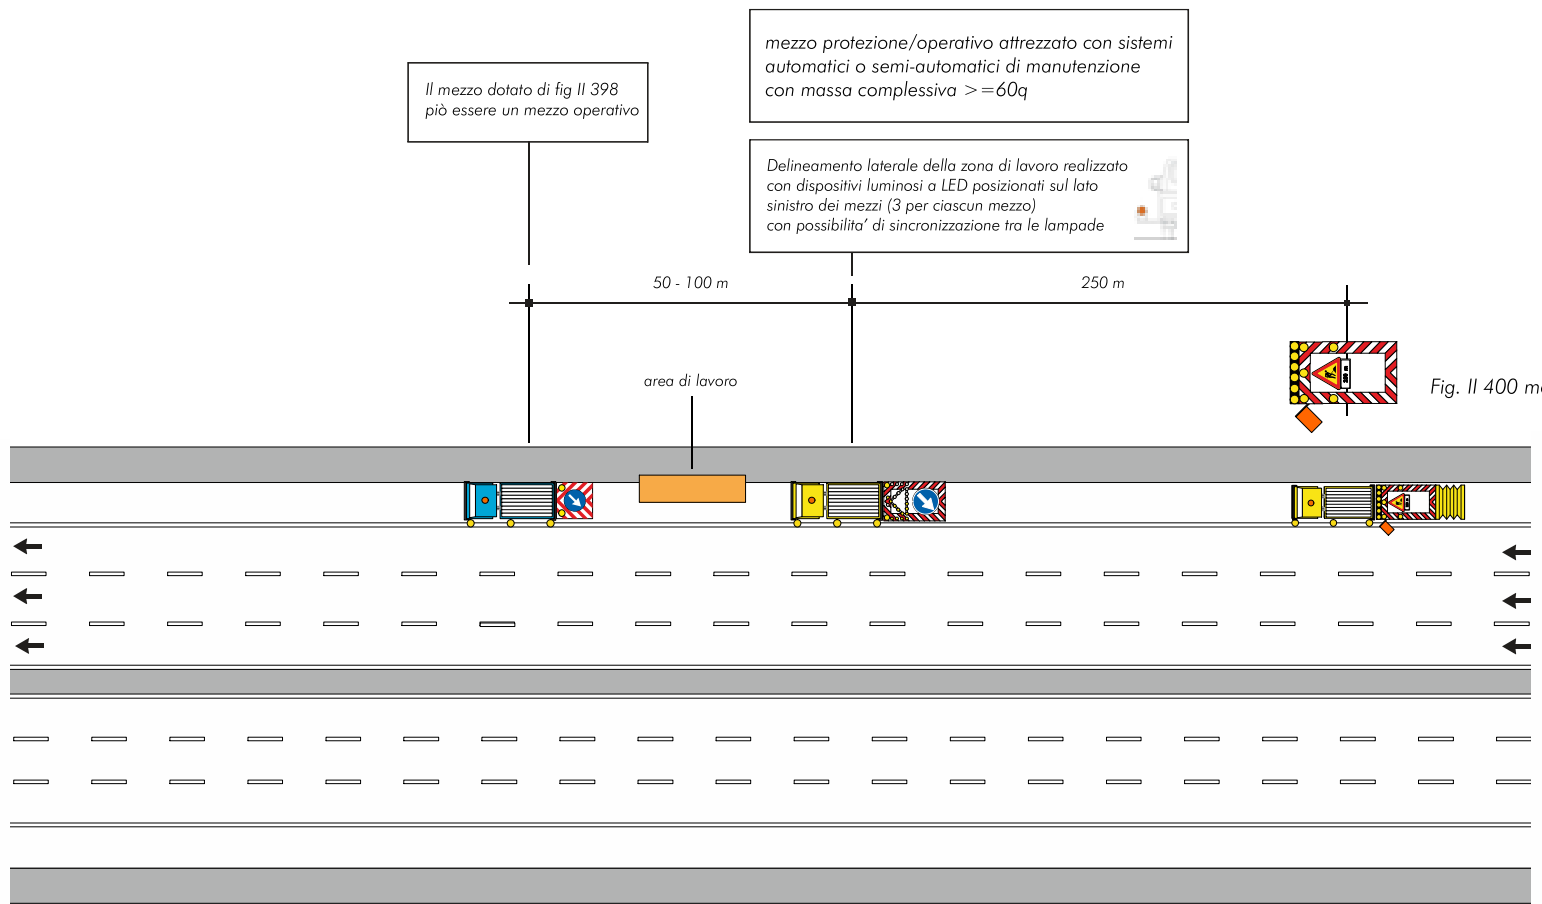 mezzo protezione/operativo attrezzato con sistemi
automatici o semi-automatici di manutenzione
con massa complessiva >=60q
Il mezzo dotato di fig II 398
piò essere un mezzo operativo
Delineamento laterale della zona di lavoro realizzato
con dispositivi luminosi a LED posizionati sul lato
sinistro dei mezzi (3 per ciascun mezzo)
con possibilita' di sincronizzazione tra le lampade
50 - 100 m
250 m
area di lavoro
Fig. II 400